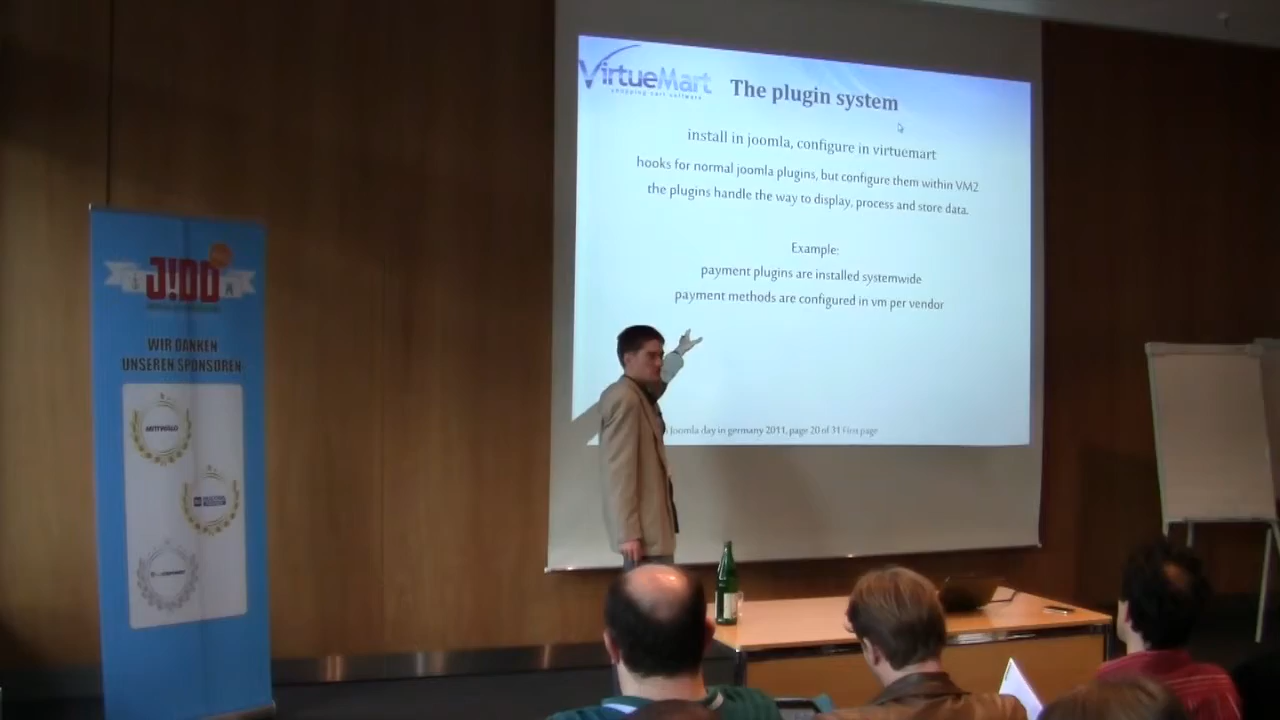 VirtueMart
shopping cart software
The plugin system
install in joomla, configure in virtuemart
hooks for normal joomla plugins, but configure them within VM2
the plugins handle the way to display, process and store data.
Example:
payment plugins are installed systemwide
payment methods are configured in vm per vendor
Joomla day in germany 2011, page 20 of 31 First page
J!DD
WIR DANKEN
UNSEREN SPONSOREN